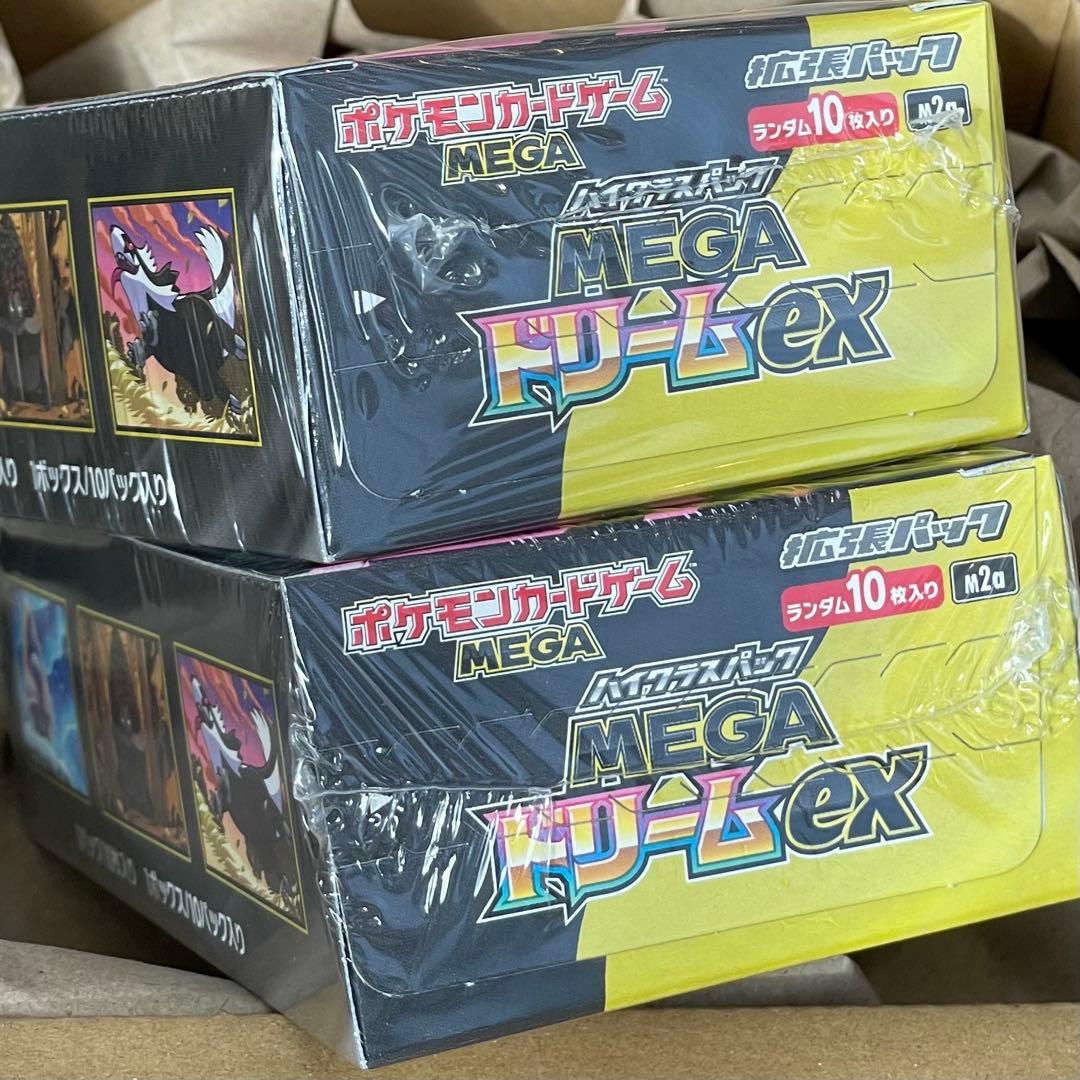 ポケモンカードゲーム
MEGA
拡張パック
ランダム10枚入り M2a
ハイクラスパック
MEGA
ドリームex
入り 1ボックス/10パック入り
ポケモンカードゲーム
MEGA
拡張パック
ランダム10枚入り M2a
ハイクラスパック
MEGA
ドリームex
1ボックス/10パック入り